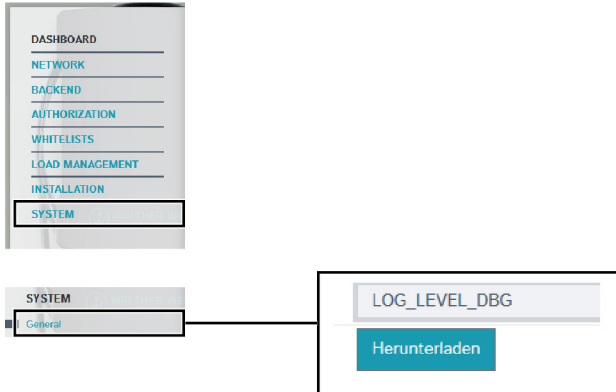 DASHBOARD
NETWORK
BACKEND
AUTHORIZATION
WHITELISTS
LOAD MANAGEMENT
INSTALLATION
SYSTEM
SYSTEM
General
LOG_LEVEL_DBG
Herunterladen